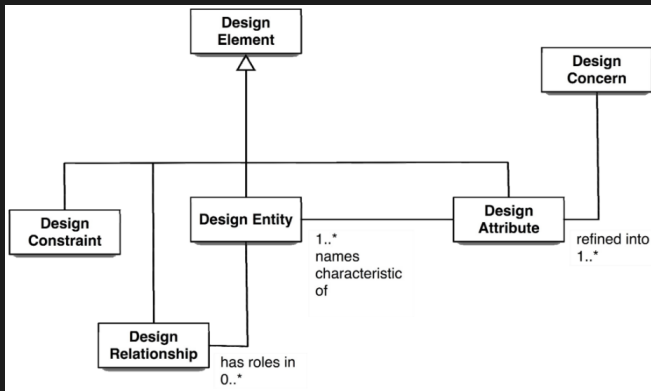 Design
Element
Design
Concern
Design
Constraint
Design Entity
Design
Attribute
1..*
names
characteristic
of
refined into
1..*
Design
Relationship
has roles in
0..*